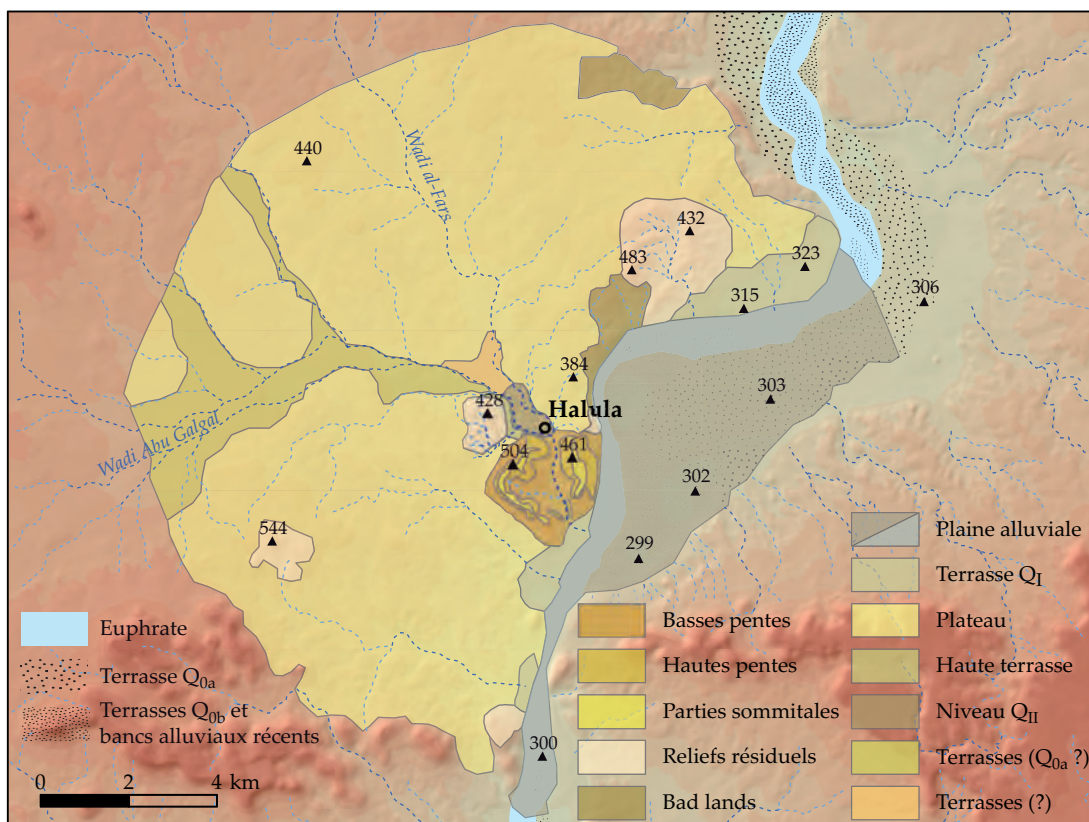 440
Wadi al-Fars
432
483
323
315
306
384
303
428
Halula
504
461
Wadi Abu Galgal
302
544
299
300
Euphrate
Terrasse Q0a
Terrasses Q0b et
bancs alluviaux récents
0 2 4 km
Basses pentes
Hautes pentes
Parties sommitales
Reliefs résiduels
Bad lands
Plaine alluviale
Terrasse QI
Plateau
Haute terrasse
Niveau QII
Terrasses (Q0a ?)
Terrasses (?)